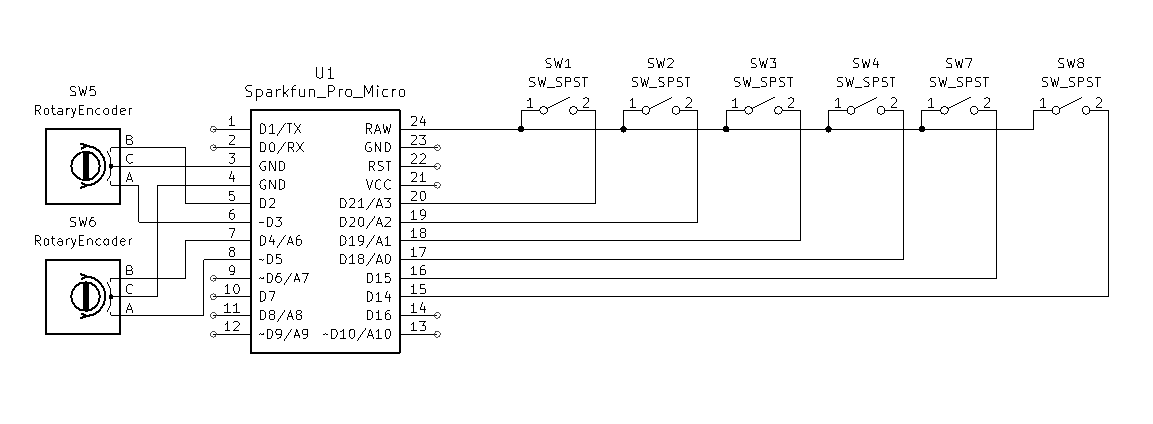 SW1 SW2 SW3 SW4 SW7 SW8
SW_SPST SW_SPST SW_SPST SW_SPST SW_SPST SW_SPST
1 2 1 2 1 2 1 2 1 2 1 2
U1
Sparkfun_Pro_Micro
SW5
RotaryEncoder
B
C
A
SW6
RotaryEncoder
B
C
A
1 D1/TX RAW 24
2 D0/RX GND 23
3 GND RST 22
4 GND VCC 21
5 D2 D21/A3 20
6 ~D3 D20/A2 19
7 D4/A6 D19/A1 18
8 ~D5 D18/A0 17
9 ~D6/A7 D15 16
10 D7 D14 15
11 D8/A8 D16 14
12 ~D9/A9 ~D10/A10 13